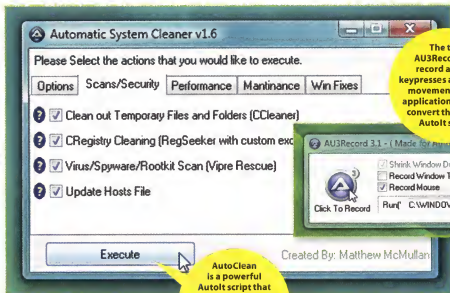 Automatic System Cleaner v1.6
Please Select the actions that you would like to execute.
Options Scans/Security Performance Mantinance Win Fixes
Clean out Temporary Files and Folders (CCleaner)
CRegistry Cleaning (RegSeeker with custom exc
Virus/Spyware/Rootkit Scan (Vipre Rescue)
Update Hosts File
Execute
Created By: Matthew McMullan
AutoClean
is a powerful
AutoIt script that
The t
AU3Reco
record a
keypresses a
movemen
application
convert th
AutoIt s
AU3Record 3.1 - ( Made for
Shrink Window D
Record Window T
Record Mouse
Click To Record
Run(' C:\WINDOW